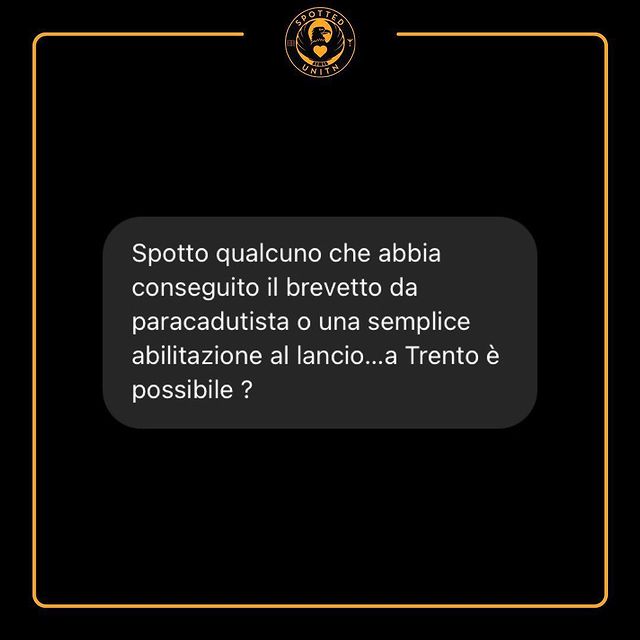 SPOTTED
UNITN
Spotto qualcuno che abbia
conseguito il brevetto da
paracadutista o una semplice
abilitazione al lancio...a Trento è
possibile ?